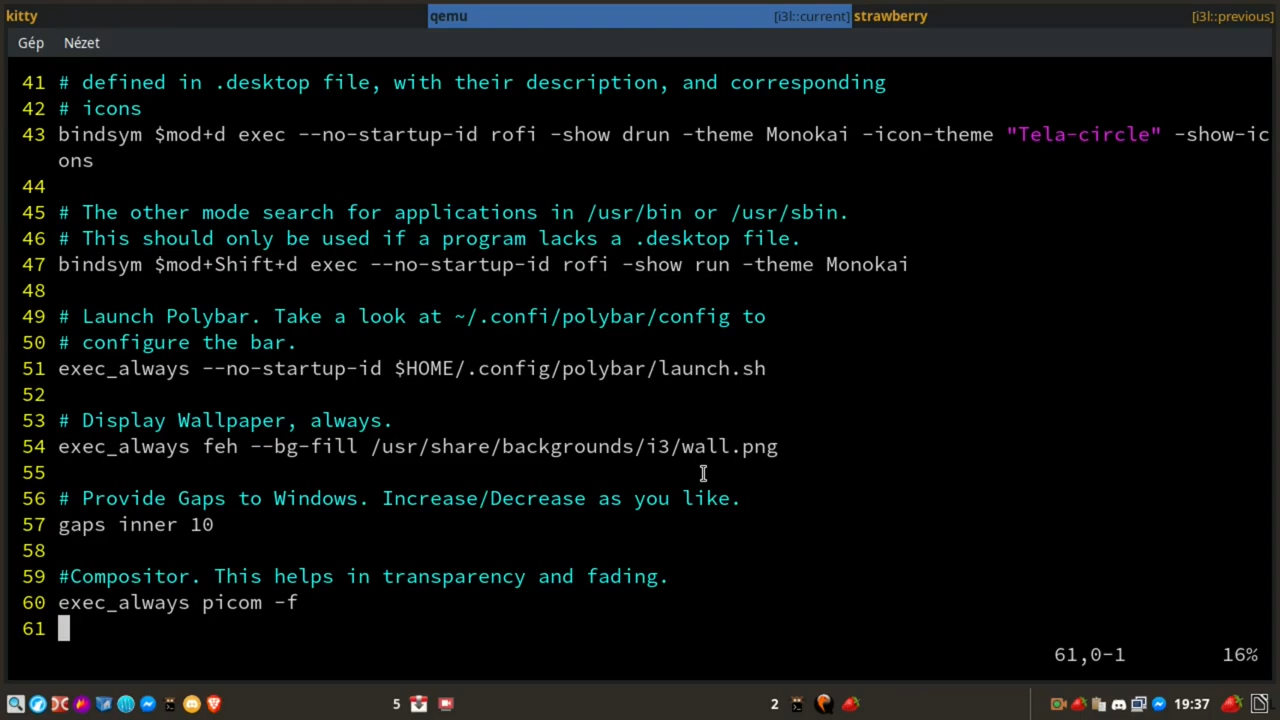 kitty
qemu [i3l::current]
strawberry [i3l::previous]
Gép Nézet
41 # defined in .desktop file, with their description, and corresponding
42 # icons
43 bindsym $mod+d exec --no-startup-id rofi -show drun -theme Monokai -icon-theme "Tela-circle" -show-ic
ons
44
45 # The other mode search for applications in /usr/bin or /usr/sbin.
46 # This should only be used if a program lacks a .desktop file.
47 bindsym $mod+Shift+d exec --no-startup-id rofi -show run -theme Monokai
48
49 # Launch Polybar. Take a look at ~/.confi/polybar/config to
50 # configure the bar.
51 exec_always --no-startup-id $HOME/.config/polybar/launch.sh
52
53 # Display Wallpaper, always.
54 exec_always feh --bg-fill /usr/share/backgrounds/i3/wall.png
55
56 # Provide Gaps to Windows. Increase/Decrease as you like.
57 gaps inner 10
58
59 #Compositor. This helps in transparency and fading.
60 exec_always picom -f
61
61,0-1 16%
5 2 19:37